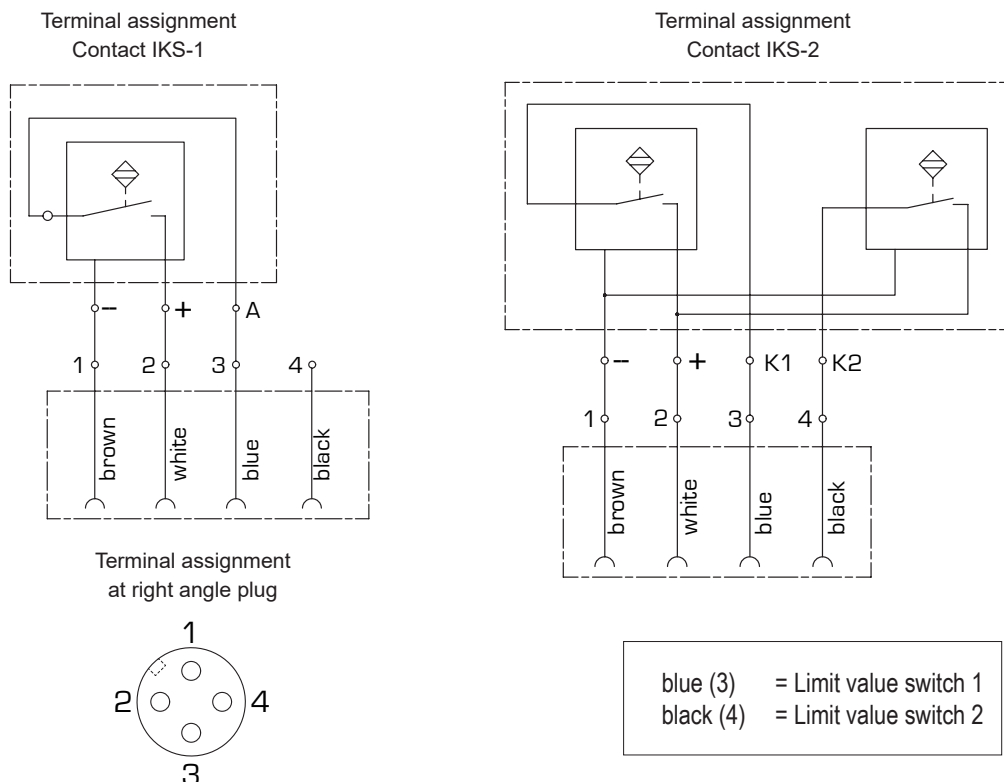 Terminal assignment
Contact IKS-1
-- + A
1 2 3 4
brown white blue black
Terminal assignment
at right angle plug
1
2 4
3
Terminal assignment
Contact IKS-2
-- + K1 K2
1 2 3 4
brown white blue black
blue (3) = Limit value switch 1
black (4) = Limit value switch 2